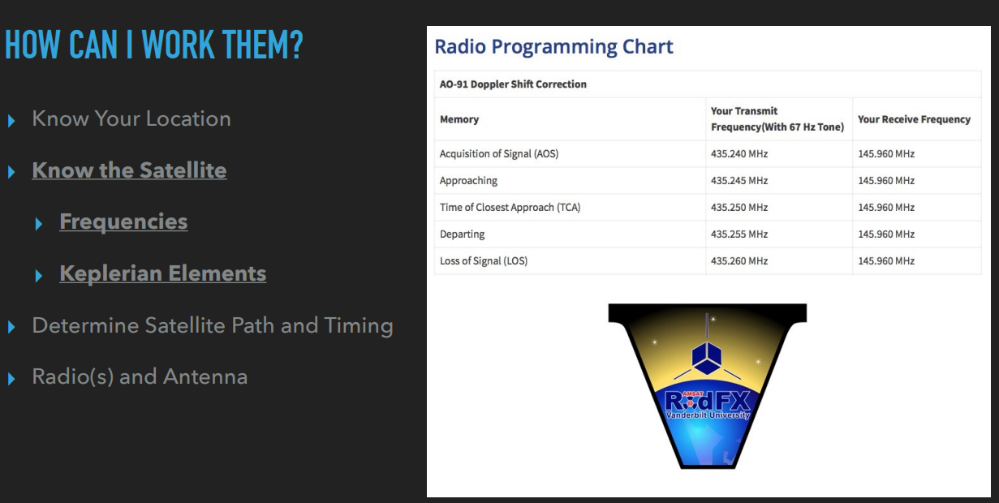 HOW CAN I WORK THEM?
Know Your Location
Know the Satellite
Frequencies
Keplerian Elements
Determine Satellite Path and Timing
Radio(s) and Antenna
Radio Programming Chart
AO-91 Doppler Shift Correction
Memory Your Transmit Frequency(With 67 Hz Tone) Your Receive Frequency
Acquisition of Signal (AOS) 435.240 MHz 145.960 MHz
Approaching 435.245 MHz 145.960 MHz
Time of Closest Approach (TCA) 435.250 MHz 145.960 MHz
Departing 435.255 MHz 145.960 MHz
Loss of Signal (LOS) 435.260 MHz 145.960 MHz
AMSAT
RadFX
Vanderbilt University